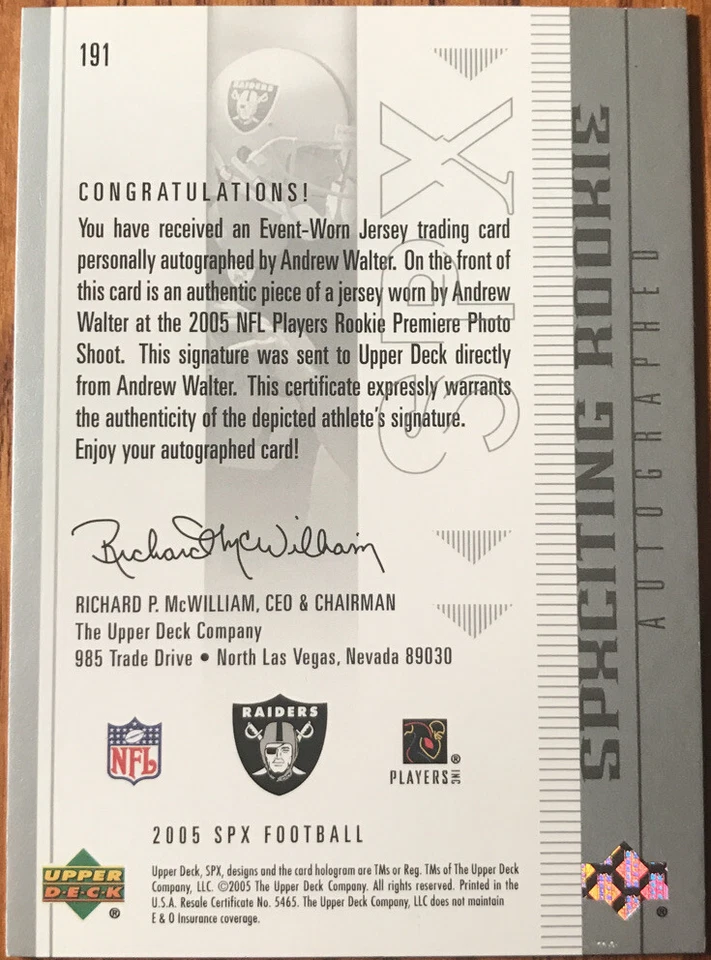 191
RAIDERS
CONGRATULATIONS!
You have received an Event-Worn Jersey trading card
personally autographed by Andrew Walter. On the front of
this card is an authentic piece of a jersey worn by Andrew
Walter at the 2005 NFL Players Rookie Premiere Photo
Shoot. This signature was sent to Upper Deck directly
from Andrew Walter. This certificate expressly warrants
the authenticity of the depicted athlete's signature.
Enjoy your autographed card!
SPX
SPXCITING ROOKIE
AUTOGRAPHED
Richard P McWilliam
RICHARD P. McWILLIAM, CEO & CHAIRMAN
The Upper Deck Company
985 Trade Drive • North Las Vegas, Nevada 89030
NFL
RAIDERS
PLAYERS INC ®
2005 SPX FOOTBALL
UPPER
D·E·C·K
®
Upper Deck, SPX, designs and the card hologram are TMs or Reg. TMs of The Upper Deck
Company, LLC. ©2005 The Upper Deck Company. All rights reserved. Printed in the
U.S.A. Resale Certificate No. 5465. The Upper Deck Company, LLC does not maintain
E & O Insurance coverage.
®